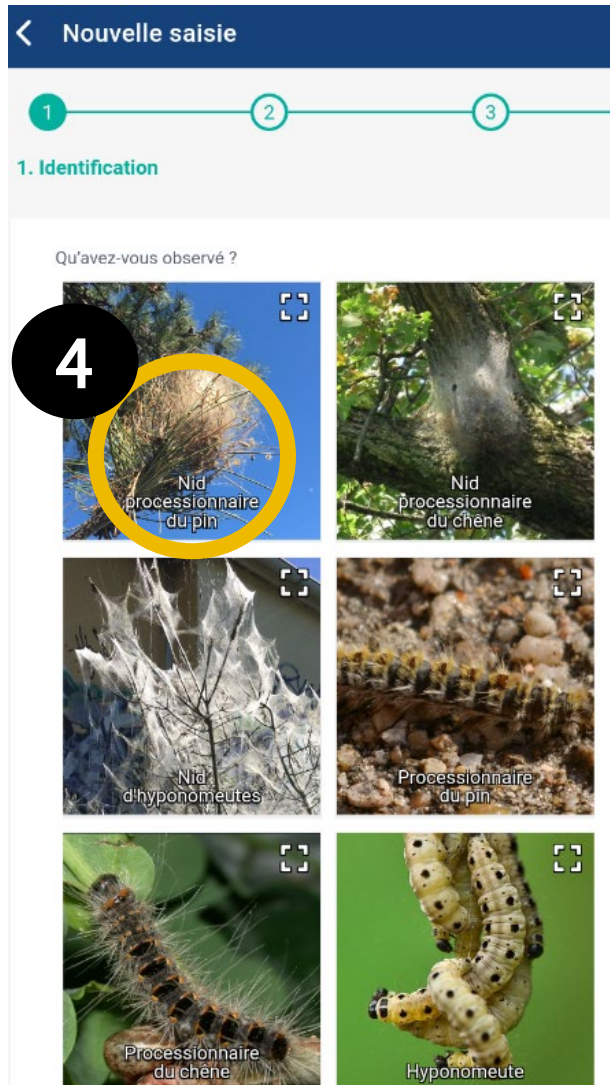 Nouvelle saisie
1
2
3
1. Identification
Qu'avez-vous observé ?
4
Nid
processionnaire
du pin
Nid
processionnaire
du chêne
Nid
d'hyponomeutes
Processionnaire
du pin
Processionnaire
du chêne
Hyponomeute